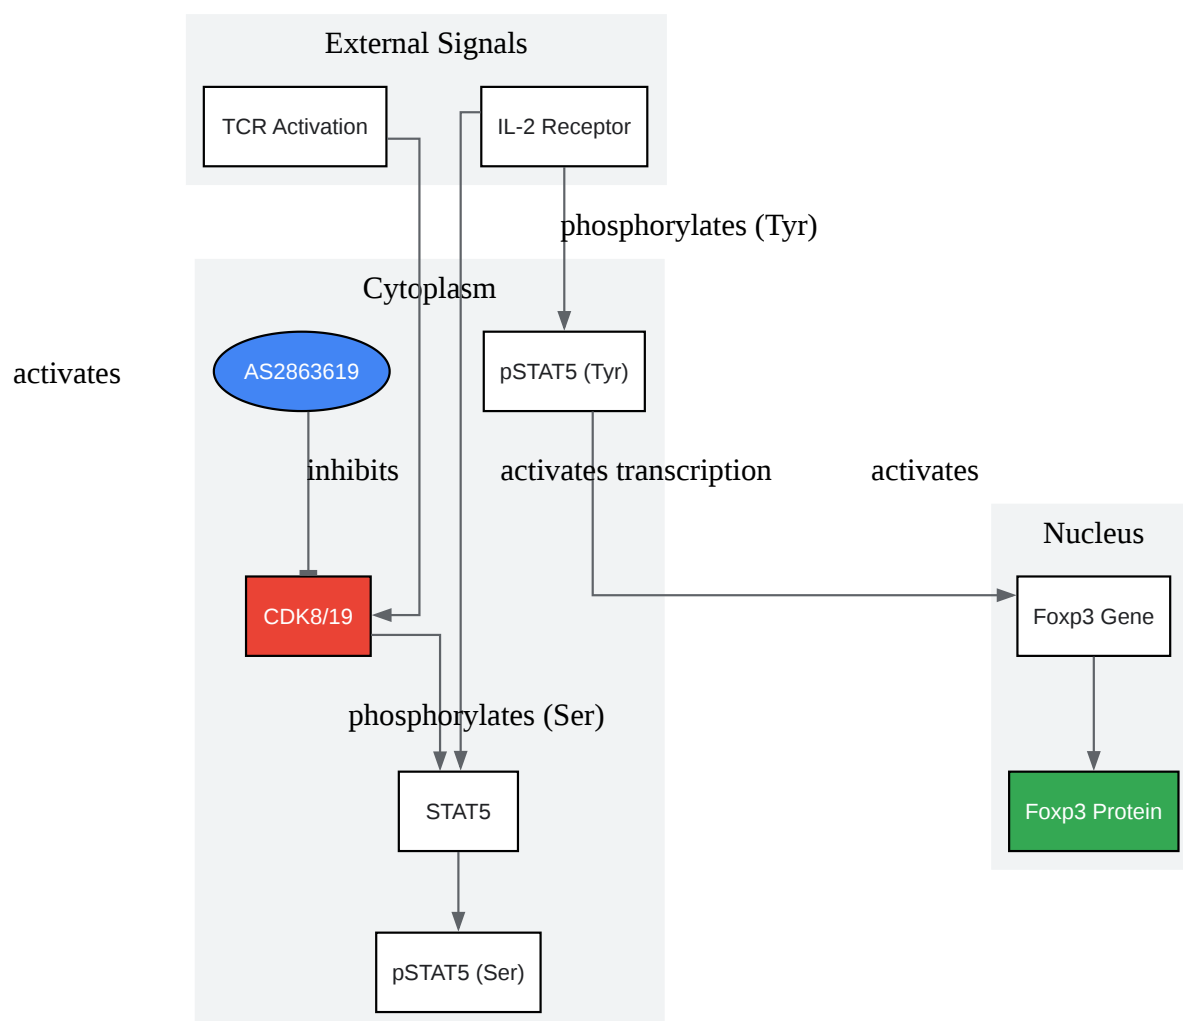 External Signals
TCR Activation
IL-2 Receptor
phosphorylates (Tyr)
Cytoplasm
activates
AS2863619
pSTAT5 (Tyr)
inhibits
activates transcription
activates
Nucleus
CDK8/19
Foxp3 Gene
phosphorylates (Ser)
STAT5
Foxp3 Protein
pSTAT5 (Ser)